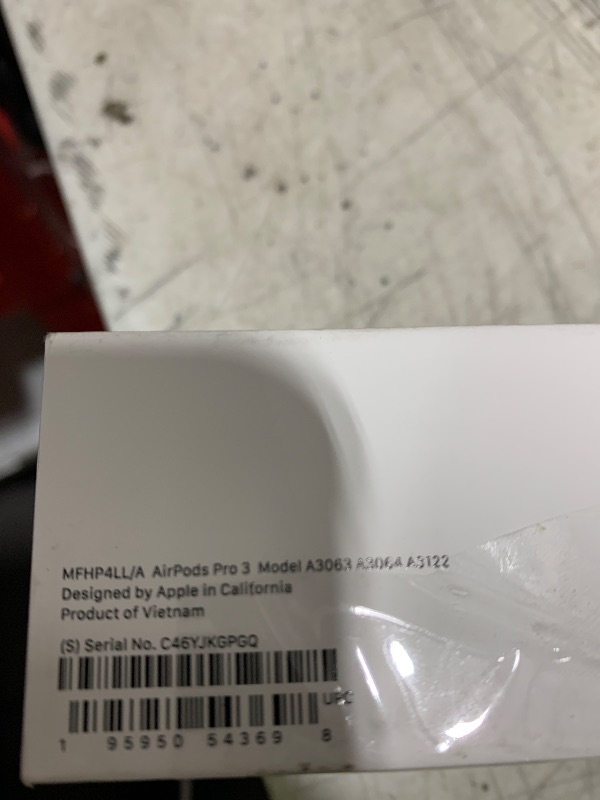 MFHP4LL/A AirPods Pro 3 Model A3063 A3064 A3122
Designed by Apple in California
Product of Vietnam
(S) Serial No. C46YJKGPGQ
UPC
1 95950 54369 8